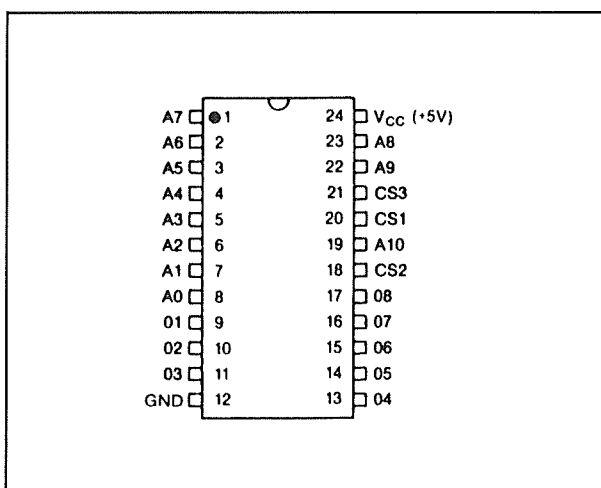 A7 1 24 VCC (+5V)
A6 2 23 A8
A5 3 22 A9
A4 4 21 CS3
A3 5 20 CS1
A2 6 19 A10
A1 7 18 CS2
A0 8 17 08
01 9 16 07
02 10 15 06
03 11 14 05
GND 12 13 04